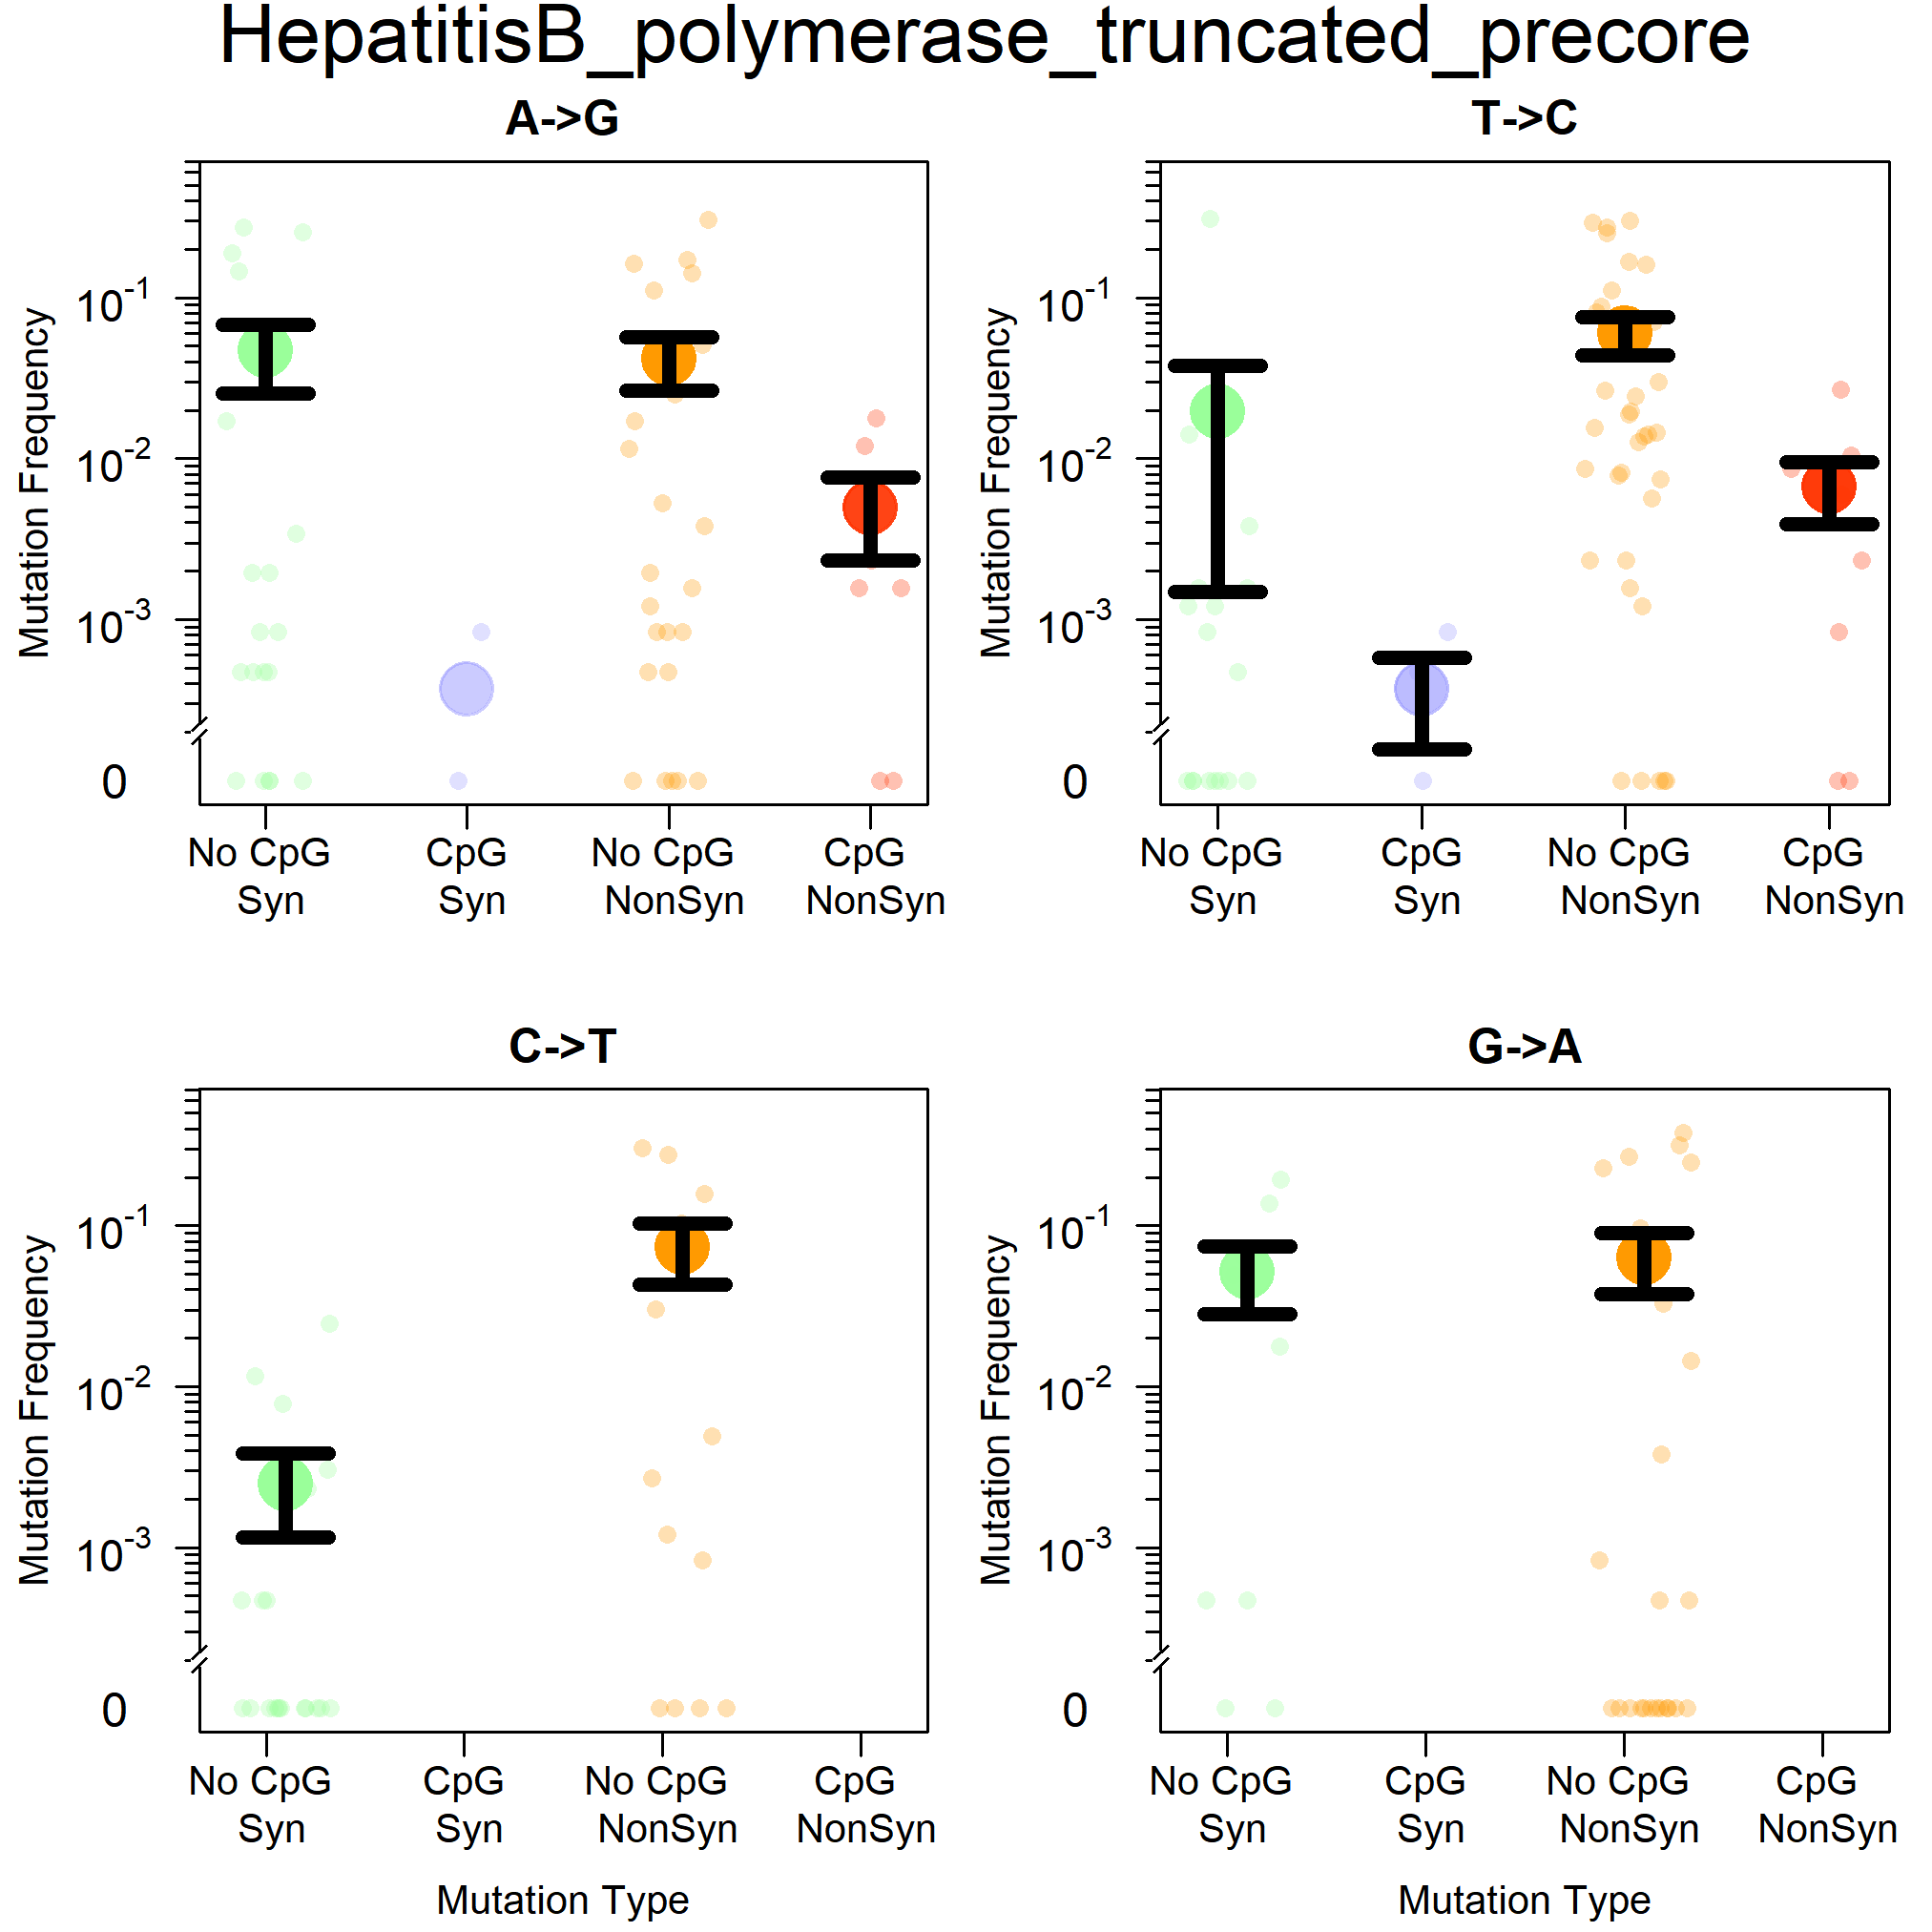 HepatitisB_polymerase_truncated_precore
A->G
Mutation Frequency
10-1
10-2
10-3
0
No CpG CpG No CpG CpG
Syn Syn NonSyn NonSyn
T->C
Mutation Frequency
10-1
10-2
10-3
0
No CpG CpG No CpG CpG
Syn Syn NonSyn NonSyn
C->T
Mutation Frequency
10-1
10-2
10-3
0
No CpG CpG No CpG CpG
Syn Syn NonSyn NonSyn
Mutation Type
G->A
Mutation Frequency
10-1
10-2
10-3
0
No CpG CpG No CpG CpG
Syn Syn NonSyn NonSyn
Mutation Type